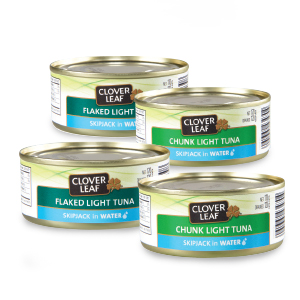 CLOVER
LEAF
FLAKED LIGHT
SKIPJACK in WATER
CLOVER
LEAF
CHUNK LIGHT TUNA
SKIPJACK in WATER
CLOVER
LEAF
FLAKED LIGHT TUNA
SKIPJACK in WATER
CLOVER
LEAF
CHUNK LIGHT TUNA
SKIPJACK in WATER